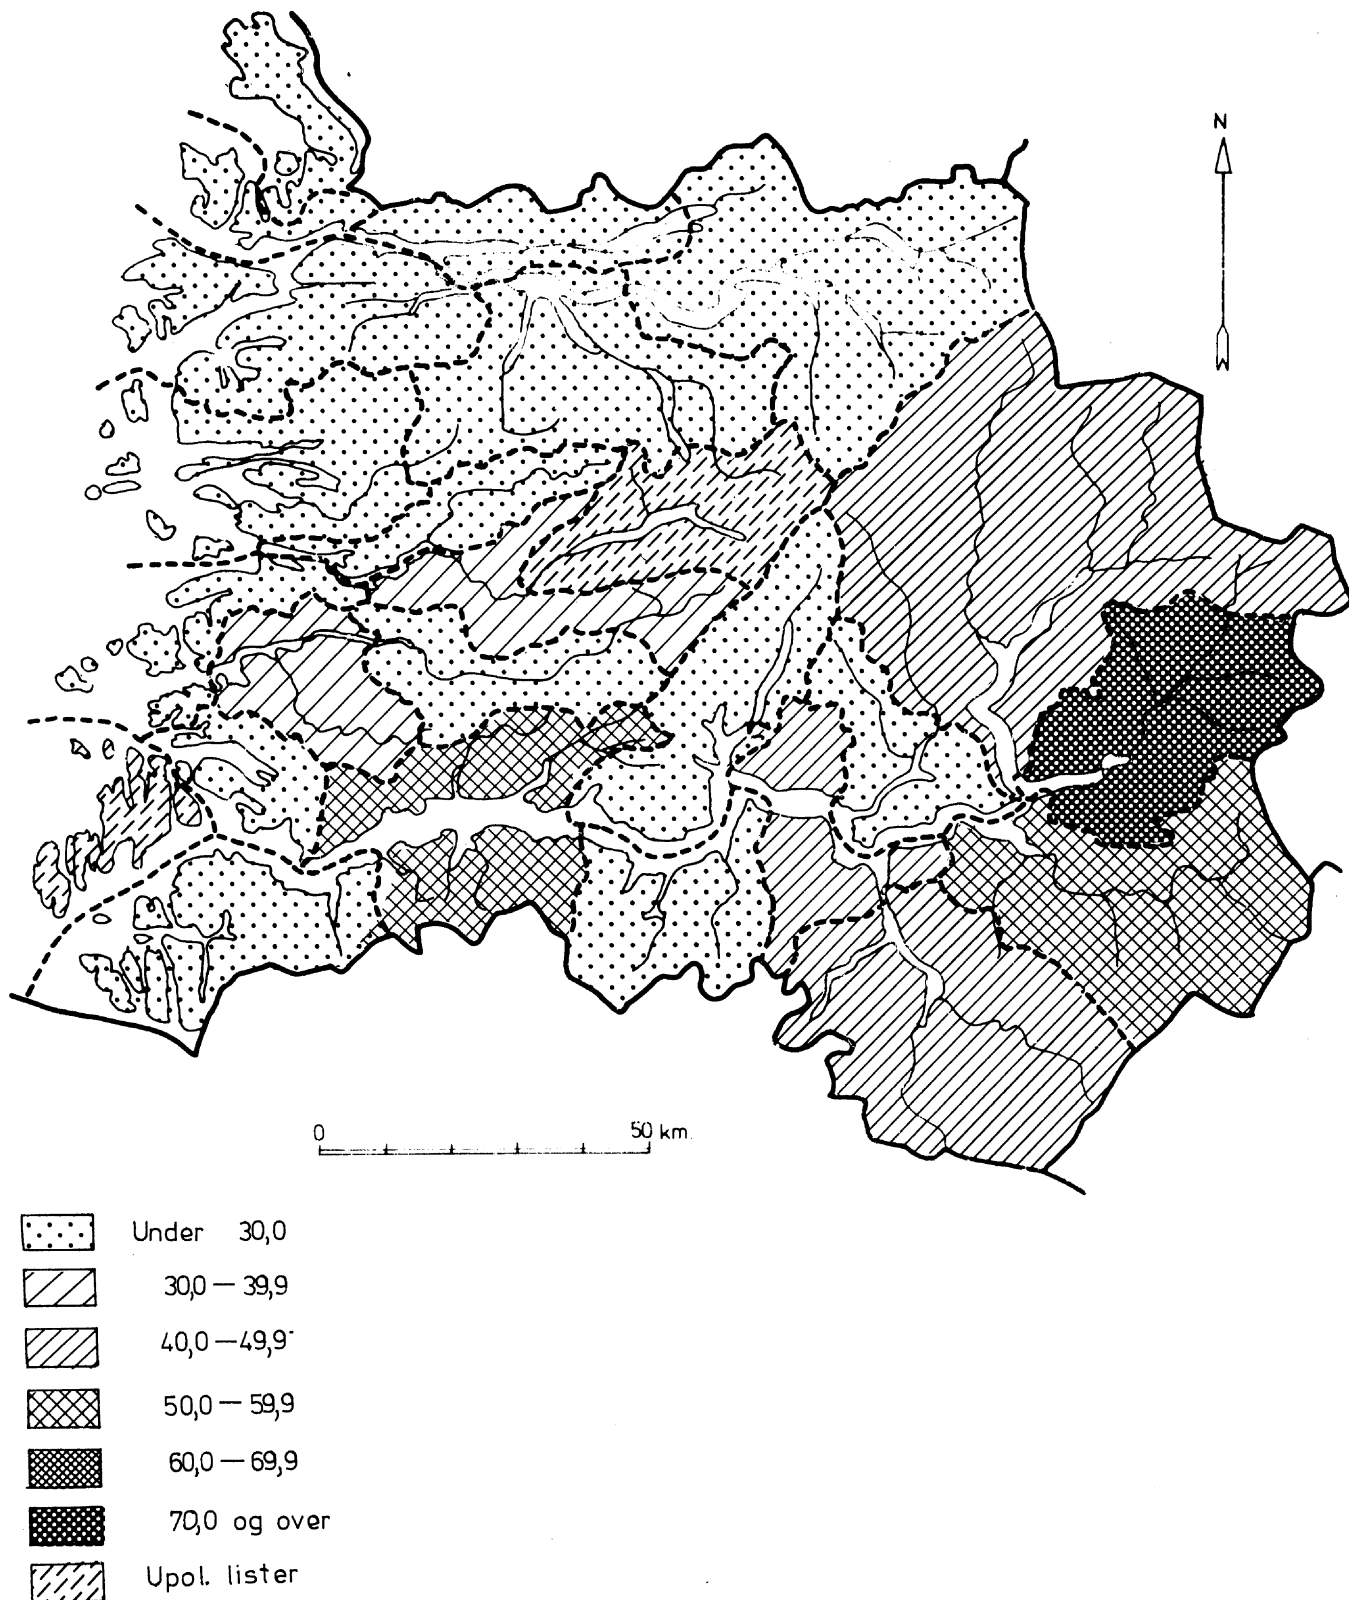 N
0 50 km.
Under 30,0
30,0 — 39,9
40,0 — 49,9
50,0 — 59,9
60,0 — 69,9
70,0 og over
Upol. lister